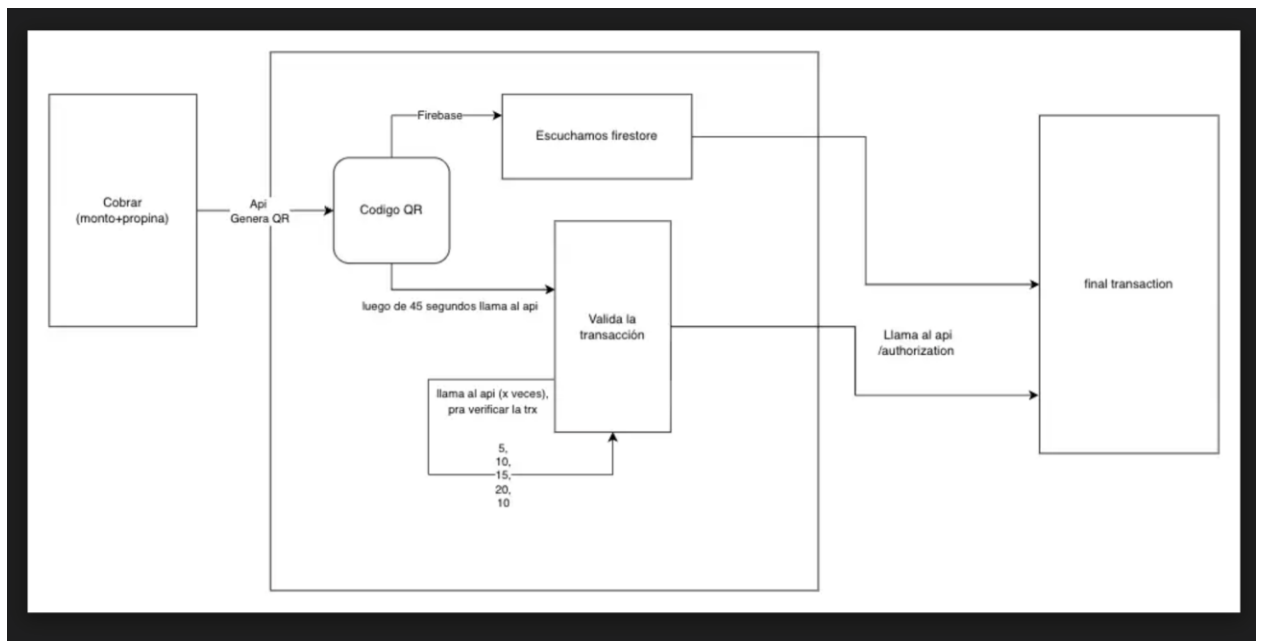 Firebase
Escuchamos firestore
Cobrar
(monto+propina)
Api
Genera QR
Codigo QR
luego de 45 segundos llama al api
Valida la
transacción
final transaction
Llama al api
/authorization
llama al api (x veces),
pra verificar la trx
5,
10,
15,
20,
10